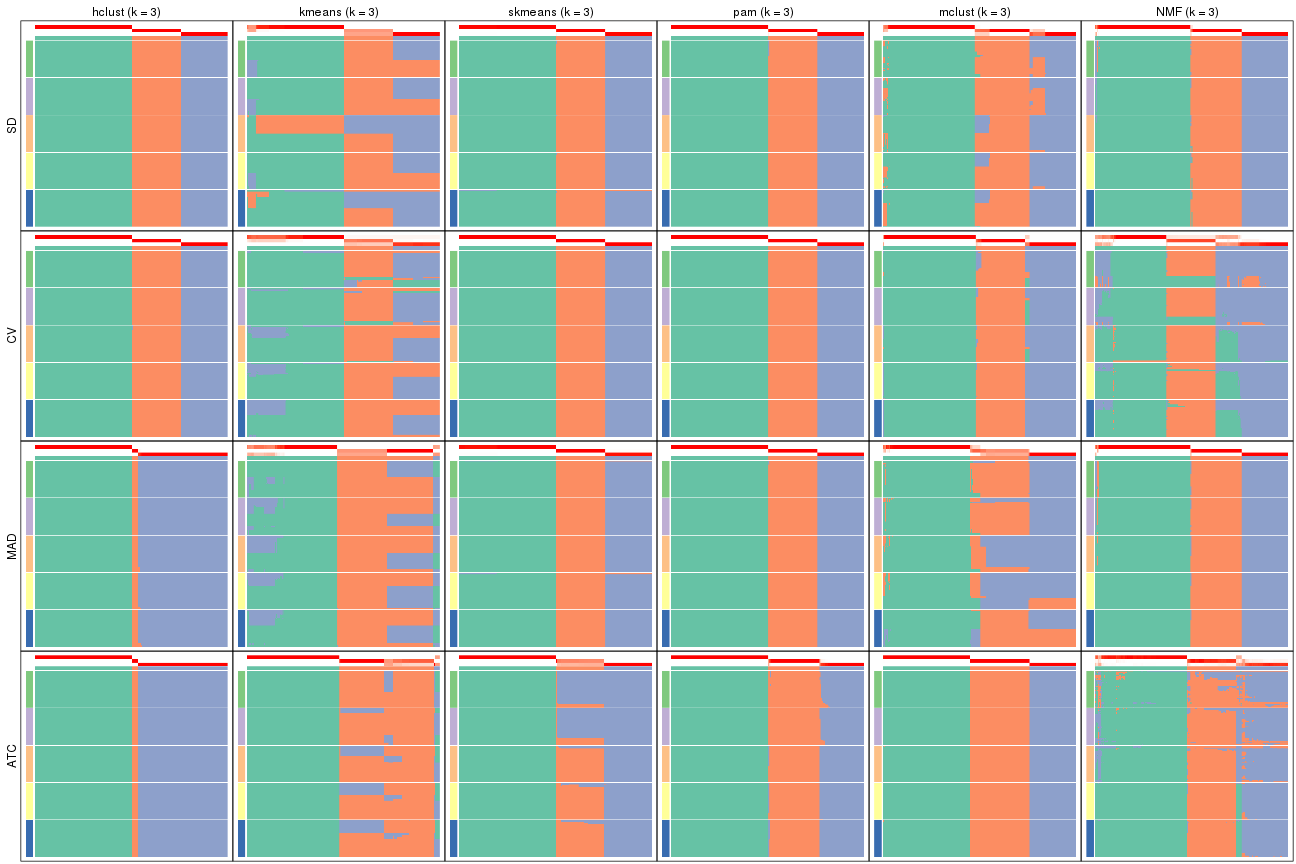 hclust (k = 3) kmeans (k = 3) skmeans (k = 3) pam (k = 3) mclust (k = 3) NMF (k = 3)
SD
CV
MAD
ATC